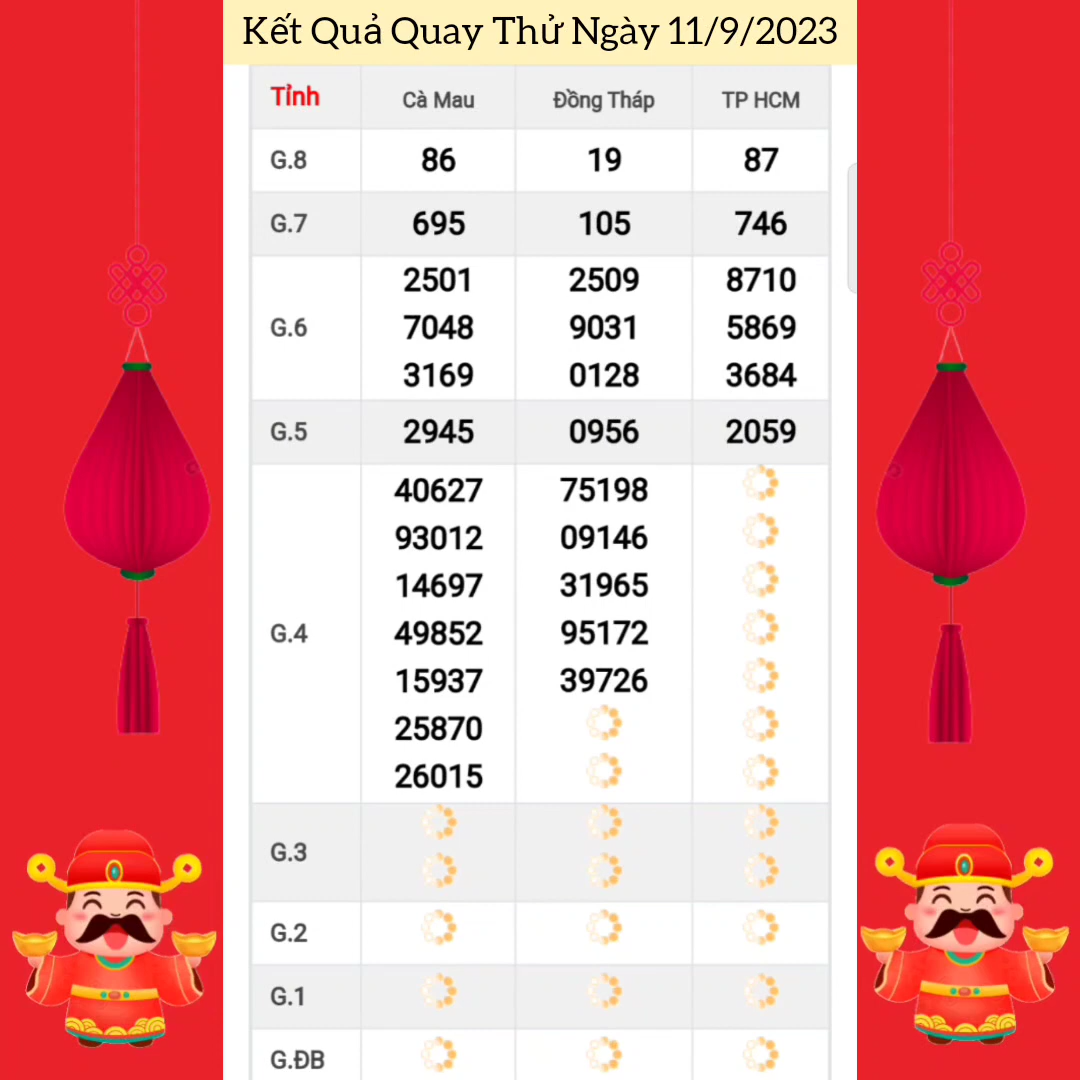 Kết Quả Quay Thử Ngày 11/9/2023
Tỉnh Cà Mau Đồng Tháp TP HCM
G.8 86 19 87
G.7 695 105 746
2501 2509 8710
G.6 7048 9031 5869
3169 0128 3684
G.5 2945 0956 2059
40627 75198
93012 09146
14697 31965
G.4 49852 95172
15937 39726
25870
26015
G.3
G.2
G.1
G.ĐB